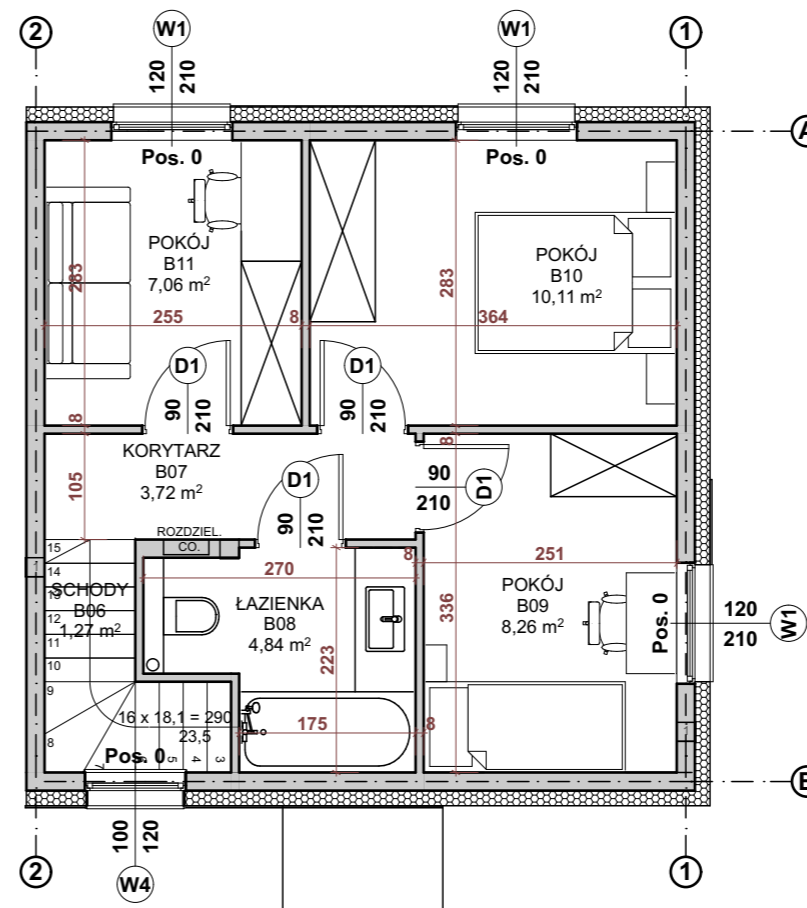 2
W1
W1
1
120
210
120
210
A
Pos. 0
Pos. 0
POKÓJ
B11
7,06 m²
POKÓJ
B10
10,11 m²
283
283
255
8
364
D1
D1
8
90
210
90
210
8
KORYTARZ
B07
3,72 m²
105
D1
90
210
90
210
D1
ROZDZIEL.
CO.
15
14
13
12
11
10
9
8
7
6
5
4
3
SCHODY
B06
1,27 m²
270
8
251
ŁAZIENKA
B08
4,84 m²
POKÓJ
B09
8,26 m²
336
223
Pos. 0
120
210
W1
16 x 18,1 = 290
23,5
175
8
Pos. 0
B
100
120
2
W4
1